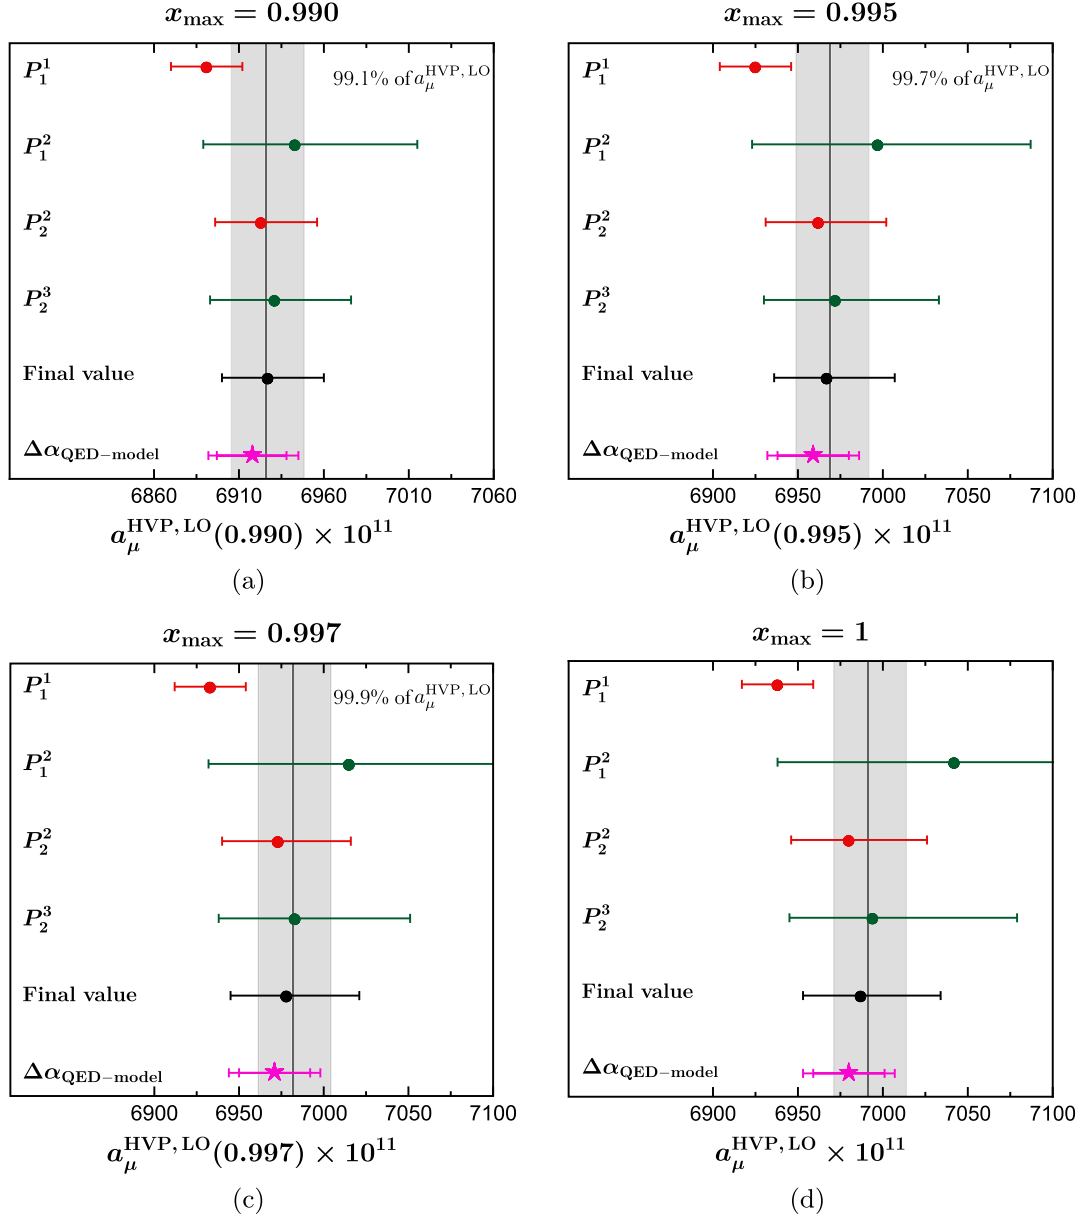 x_max = 0.990
P_1^1
99.1% of a_μ^HVP, LO
P_1^2
P_2^2
P_2^3
Final value
Δα_QED−model
6860 6910 6960 7010 7060
a_μ^HVP, LO(0.990) × 10^11
(a)
x_max = 0.995
P_1^1
99.7% of a_μ^HVP, LO
P_1^2
P_2^2
P_2^3
Final value
Δα_QED−model
6900 6950 7000 7050 7100
a_μ^HVP, LO(0.995) × 10^11
(b)
x_max = 0.997
P_1^1
99.9% of a_μ^HVP, LO
P_1^2
P_2^2
P_2^3
Final value
Δα_QED−model
6900 6950 7000 7050 7100
a_μ^HVP, LO(0.997) × 10^11
(c)
x_max = 1
P_1^1
P_1^2
P_2^2
P_2^3
Final value
Δα_QED−model
6900 6950 7000 7050 7100
a_μ^HVP, LO × 10^11
(d)